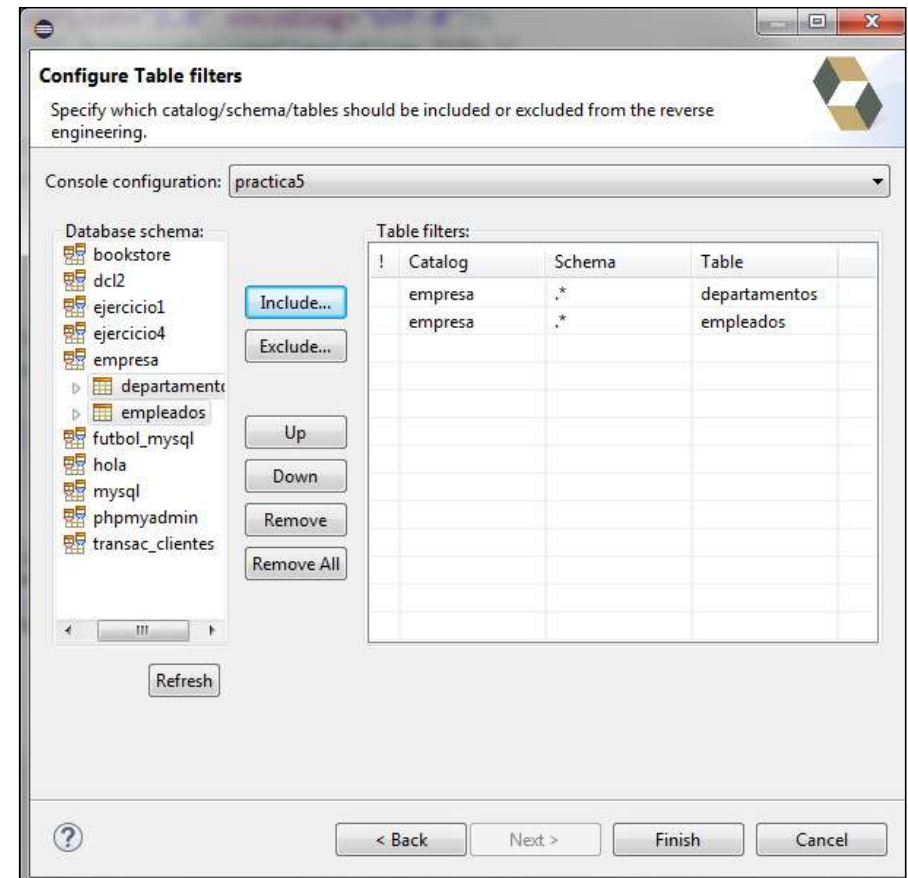 Configure Table filters
Specify which catalog/schema/tables should be included or excluded from the reverse
engineering.
Console configuration: practica5
Database schema:
bookstore
dcl2
ejercicio1
ejercicio4
empresa
departamento
empleados
futbol_mysql
hola
mysql
phpmyadmin
transac_clientes
Refresh
Include...
Exclude...
Up
Down
Remove
Remove All
Table filters:
! Catalog Schema Table
empresa .* departamentos
empresa .* empleados
< Back Next > Finish Cancel